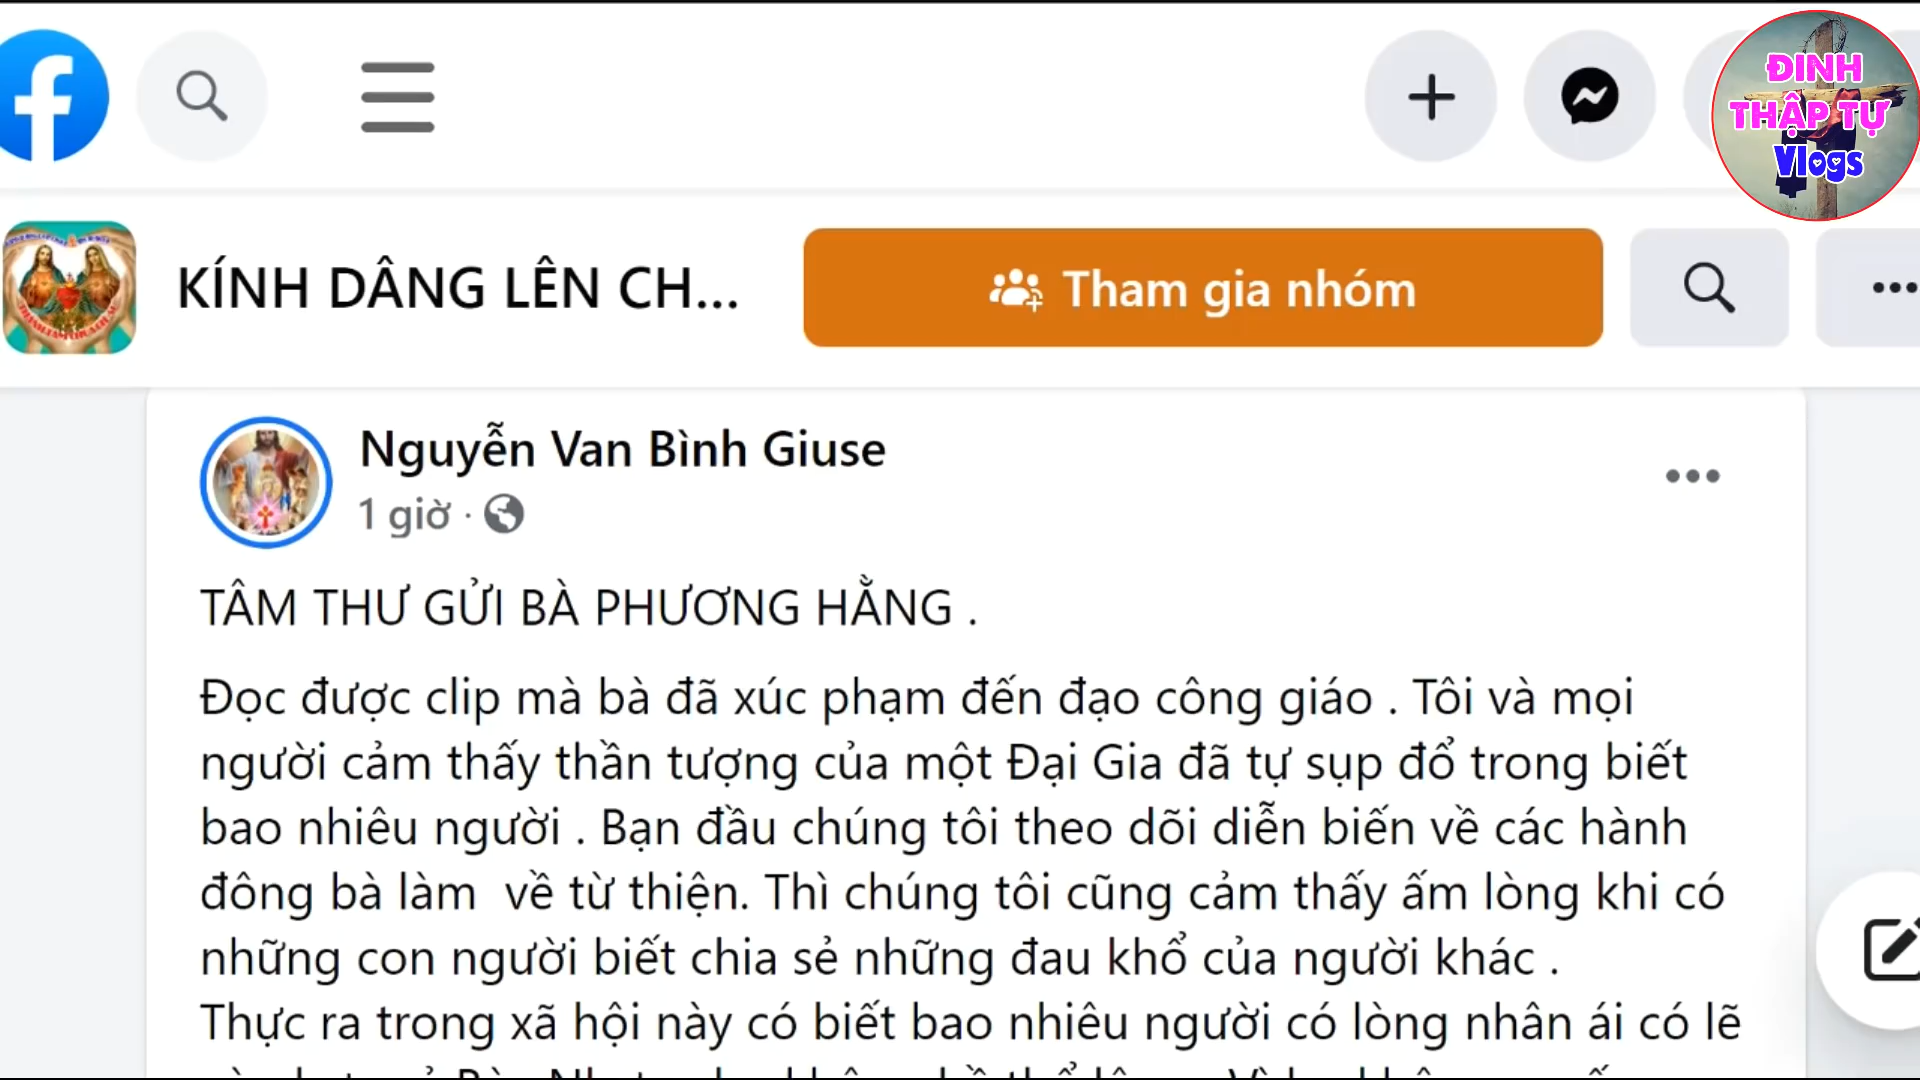 ĐINH
THẬP TỰ
Vlogs
KÍNH DÂNG LÊN CH...
Tham gia nhóm
Nguyễn Van Bình Giuse
1 giờ ·
TÂM THƯ GỬI BÀ PHƯƠNG HẰNG .
Đọc được clip mà bà đã xúc phạm đến đạo công giáo . Tôi và mọi
người cảm thấy thần tượng của một Đại Gia đã tự sụp đổ trong biết
bao nhiêu người . Bạn đầu chúng tôi theo dõi diễn biến về các hành
đông bà làm  về từ thiện. Thì chúng tôi cũng cảm thấy ấm lòng khi có
những con người biết chia sẻ những đau khổ của người khác .
Thực ra trong xã hội này có biết bao nhiêu người có lòng nhân ái có lẽ